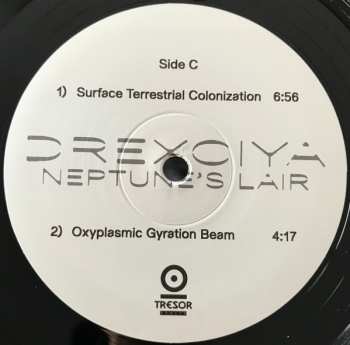 Side C
1) Surface Terrestrial Colonization 6:56
DREXCIYA
NEPTUNE'S LAIR
2) Oxyplasmic Gyration Beam 4:17
TRESOR